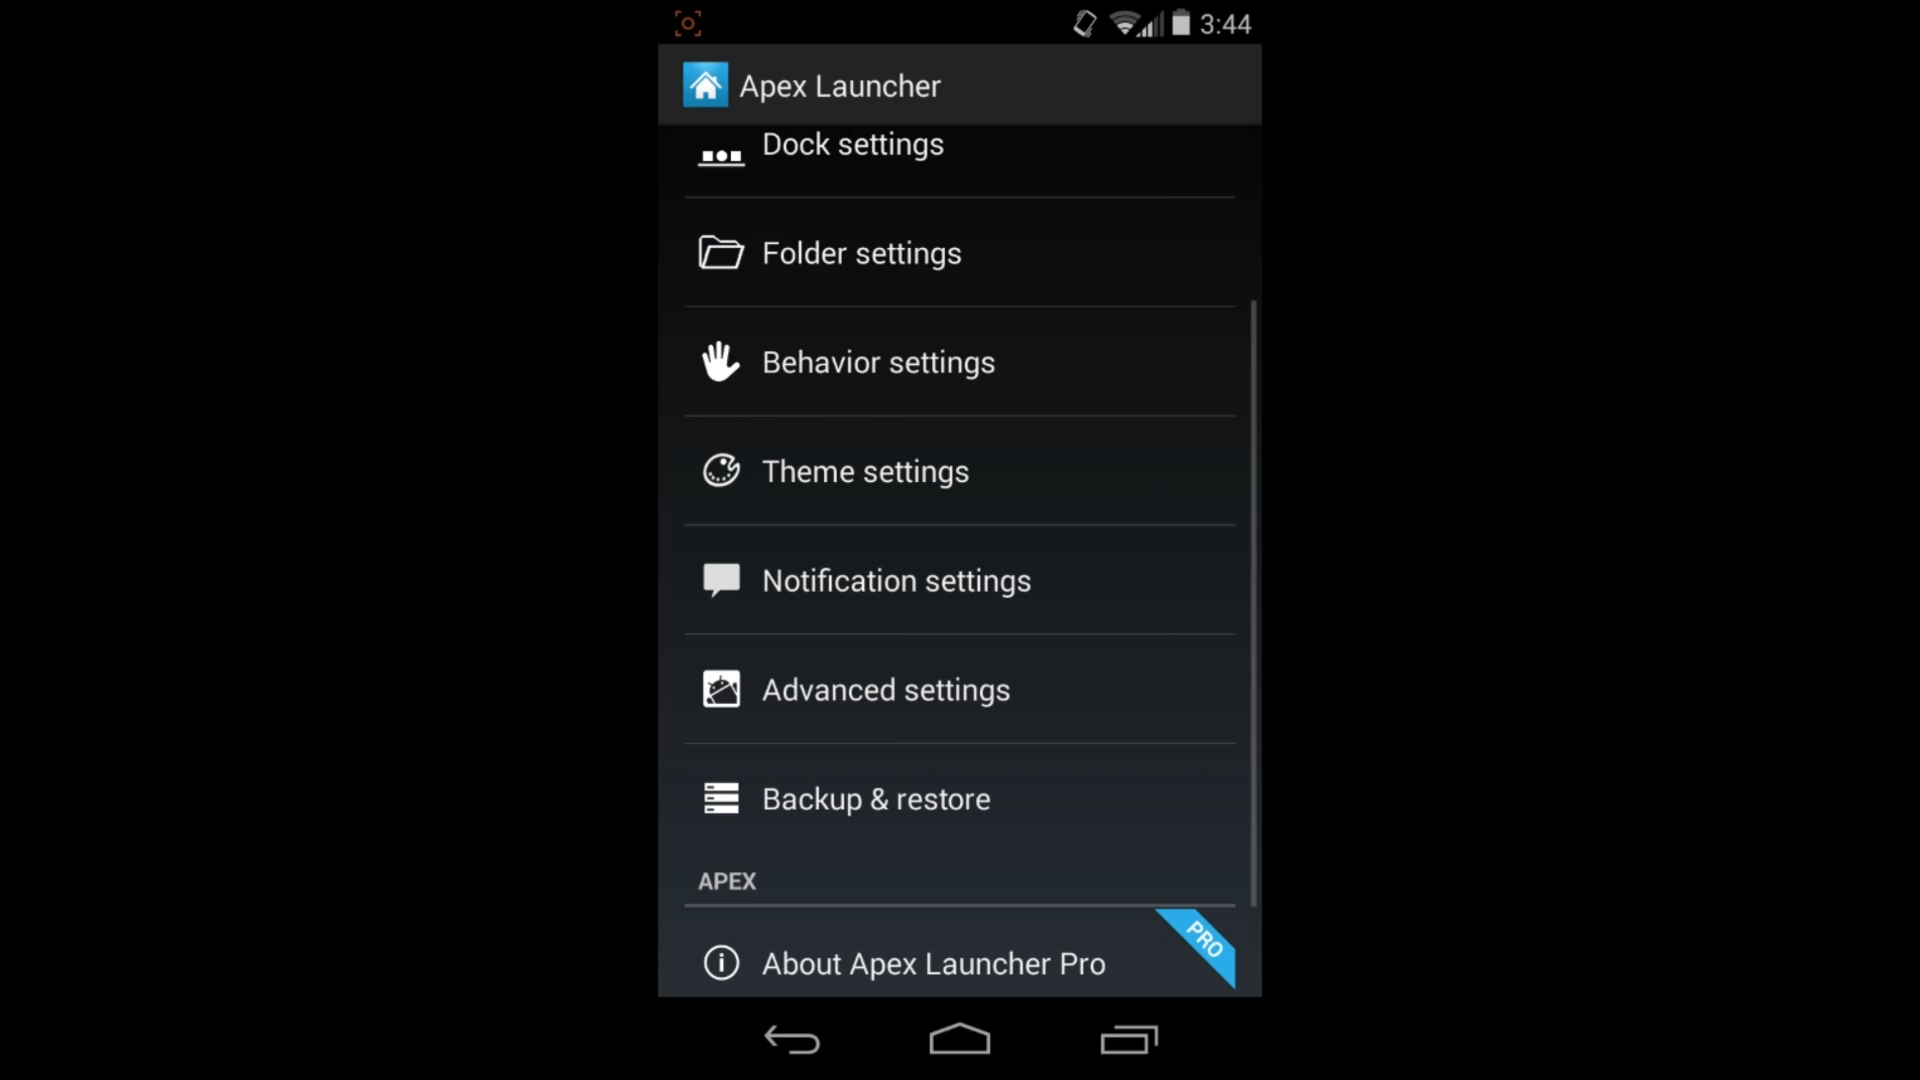 3:44
Apex Launcher
Dock settings
Folder settings
Behavior settings
Theme settings
Notification settings
Advanced settings
Backup & restore
APEX
PRO
About Apex Launcher Pro